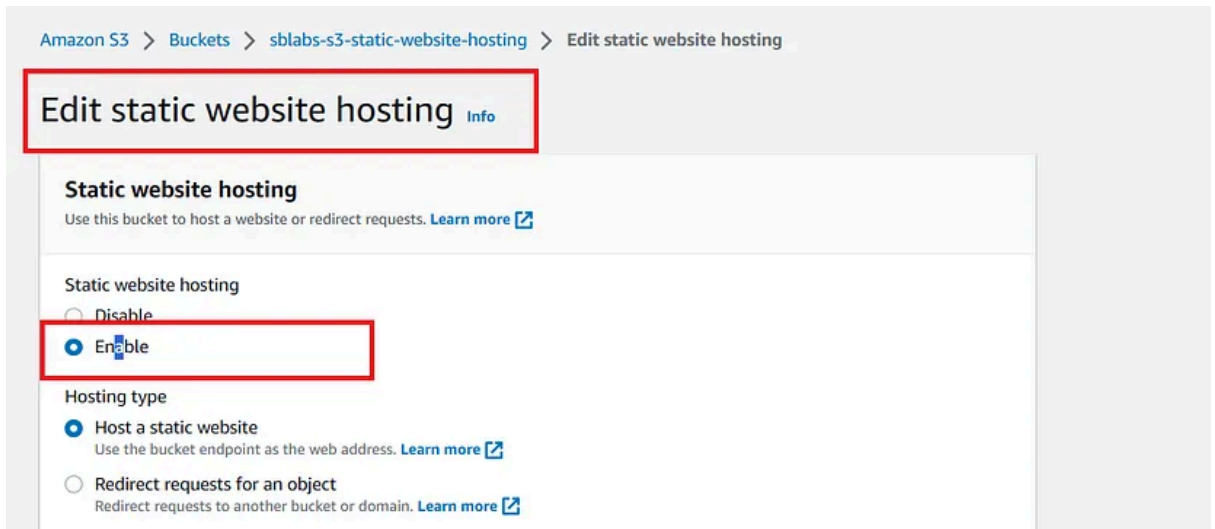 Amazon S3 > Buckets > sblabs-s3-static-website-hosting > Edit static website hosting
Edit static website hosting Info
Static website hosting
Use this bucket to host a website or redirect requests. Learn more
Static website hosting
Disable
Enable
Hosting type
Host a static website
Use the bucket endpoint as the web address. Learn more
Redirect requests for an object
Redirect requests to another bucket or domain. Learn more